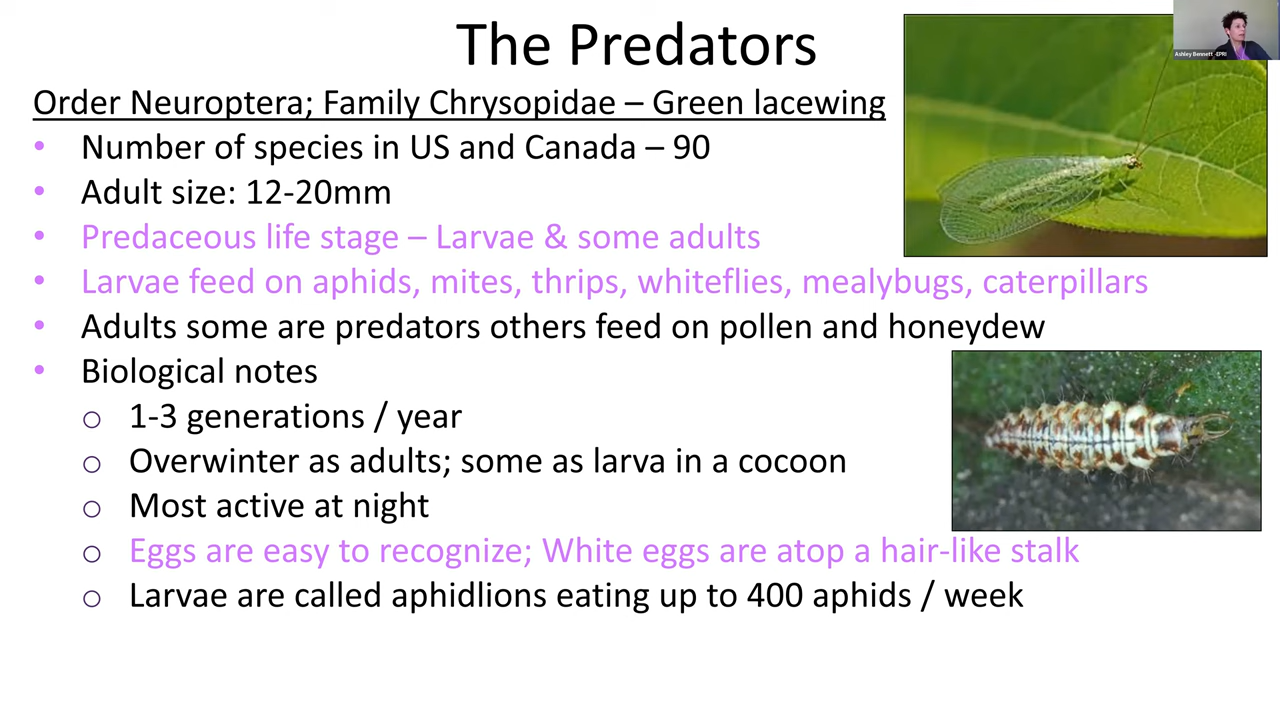 The Predators
Order Neuroptera; Family Chrysopidae – Green lacewing
• Number of species in US and Canada – 90
• Adult size: 12-20mm
• Predaceous life stage – Larvae & some adults
• Larvae feed on aphids, mites, thrips, whiteflies, mealybugs, caterpillars
• Adults some are predators others feed on pollen and honeydew
• Biological notes
o 1-3 generations / year
o Overwinter as adults; some as larva in a cocoon
o Most active at night
o Eggs are easy to recognize; White eggs are atop a hair-like stalk
o Larvae are called aphidlions eating up to 400 aphids / week
Ashley Bennett -EPRI